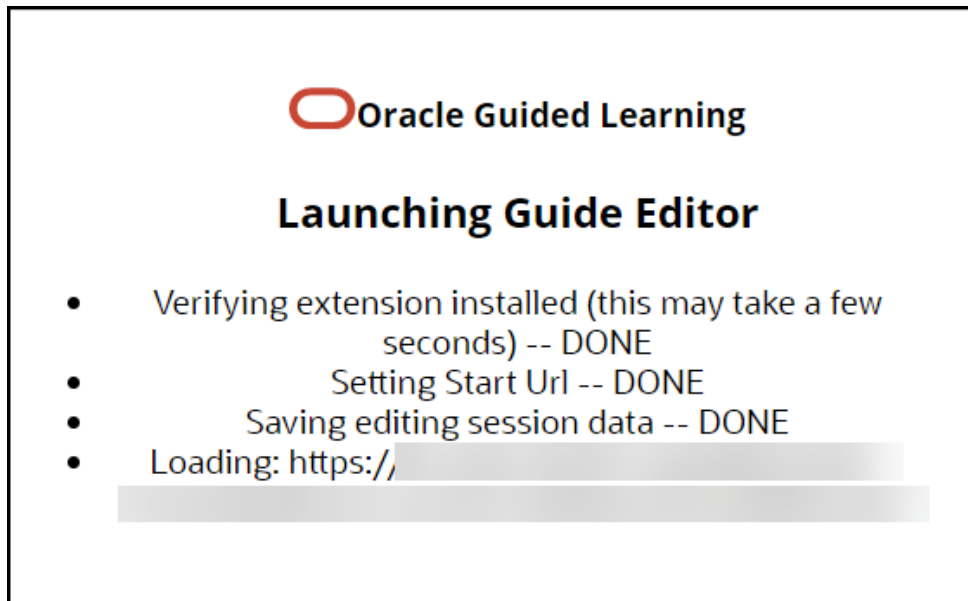 Oracle Guided Learning
Launching Guide Editor
• Verifying extension installed (this may take a few
seconds) -- DONE
• Setting Start Url -- DONE
• Saving editing session data -- DONE
• Loading: https://